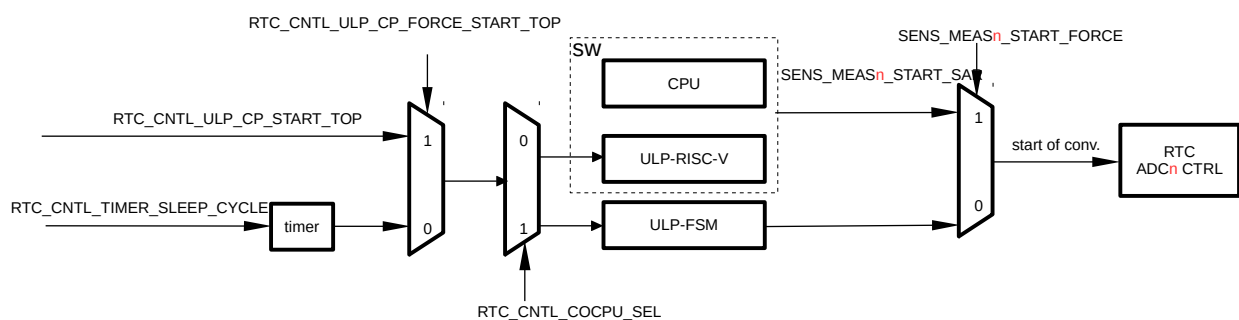 RTC_CNTL_ULP_CP_FORCE_START_TOP
SENS_MEASn_START_FORCE
SW
CPU
SENS_MEASn_START_SAR
RTC_CNTL_ULP_CP_START_TOP
1
0
ULP-RISC-V
1
start of conv.
RTC
ADCn CTRL
RTC_CNTL_TIMER_SLEEP_CYCLE
timer
0
1
ULP-FSM
0
RTC_CNTL_COCPU_SEL